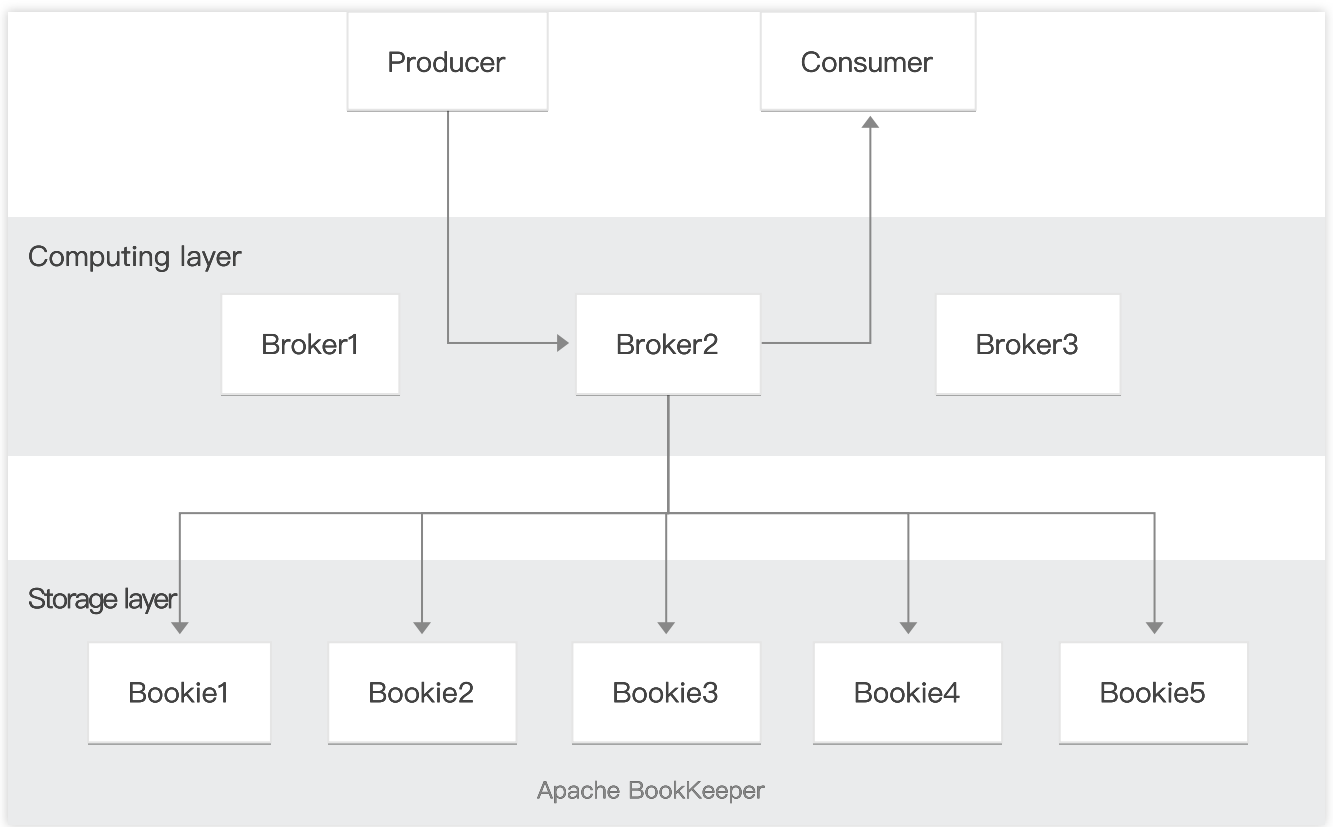 Producer
Consumer
Computing layer
Broker1
Broker2
Broker3
Storage layer
Bookie1
Bookie2
Bookie3
Bookie4
Bookie5
Apache BookKeeper